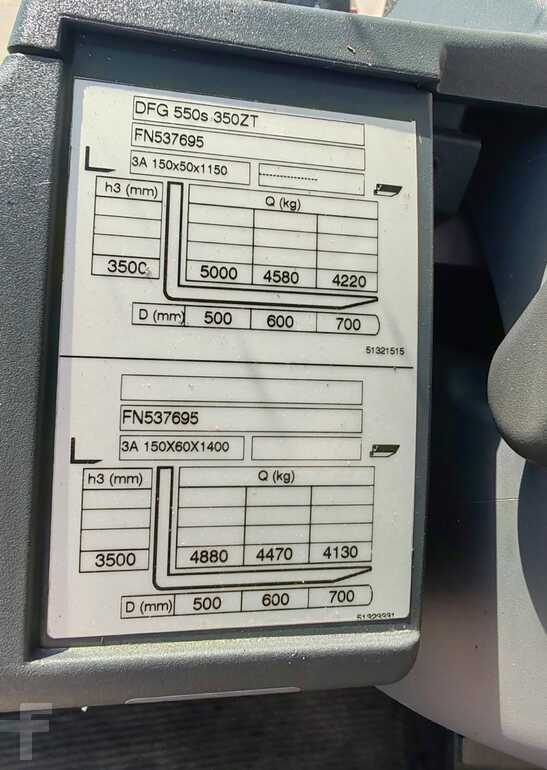 DFG 550s 350ZT
FN537695
3A 150x50x1150 -------------
h3 (mm) Q (kg)
3500 5000 4580 4220
D (mm) 500 600 700
51321515
FN537695
3A 150X60X1400
h3 (mm) Q (kg)
3500 4880 4470 4130
D (mm) 500 600 700
51323331
F